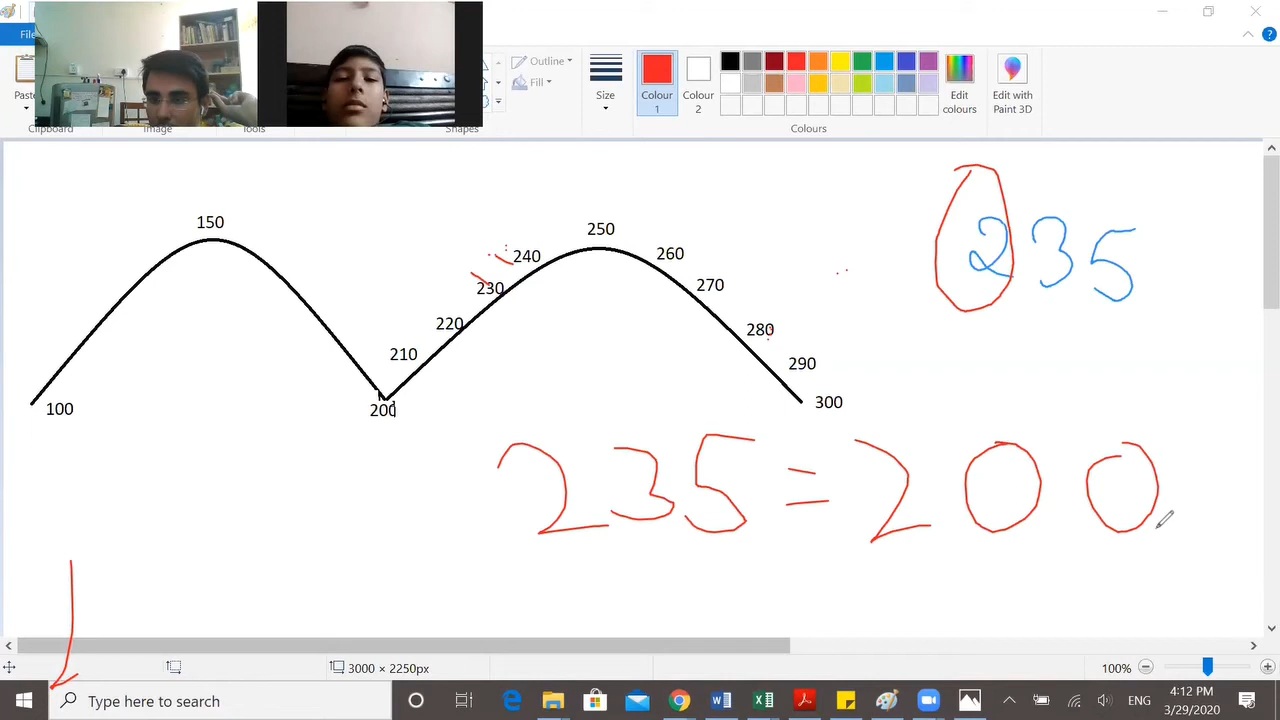 File
Paste
Size
Outline
Fill
Colour 1
Colour 2
Edit colours
Edit with Paint 3D
Clipboard
Image
Tools
Shapes
Colours
150
250
240
260
230
270
220
280
210
290
100
200
300
235
235=200
3000 × 2250px
100%
Type here to search
ENG
4:12 PM
3/29/2020